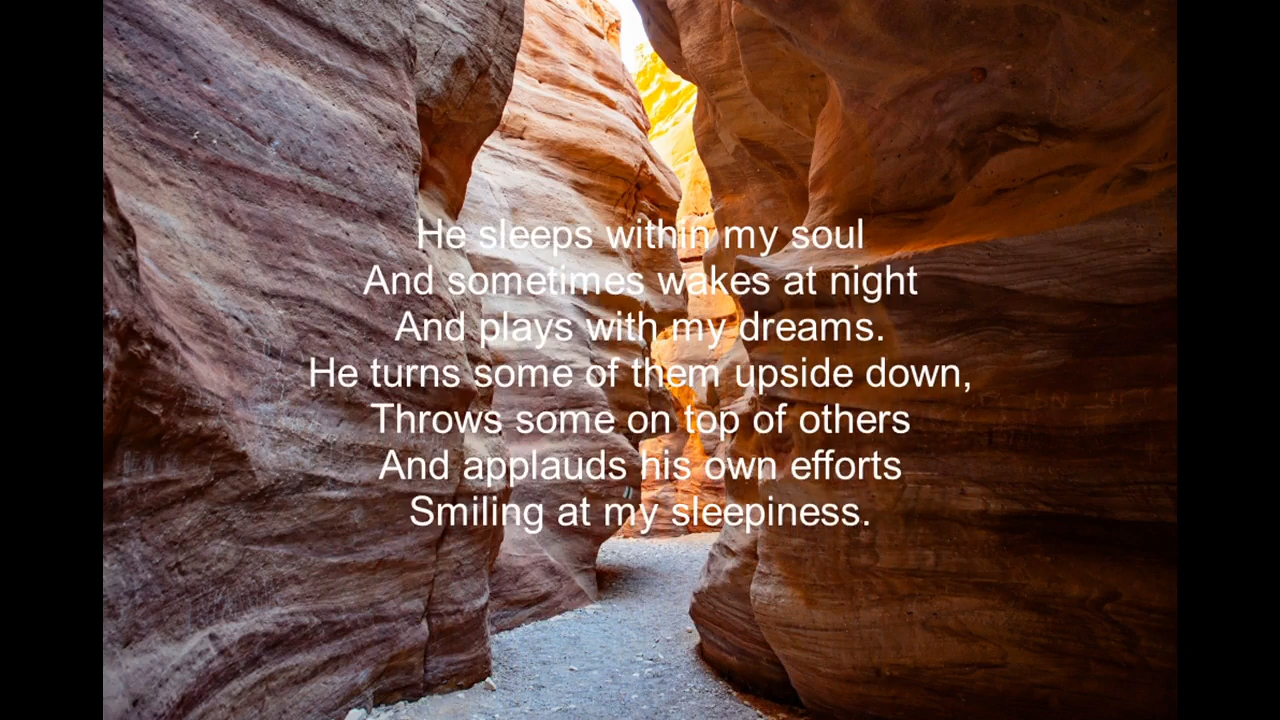 He sleeps within my soul
And sometimes wakes at night
And plays with my dreams.
He turns some of them upside down,
Throws some on top of others
And applauds his own efforts
Smiling at my sleepiness.